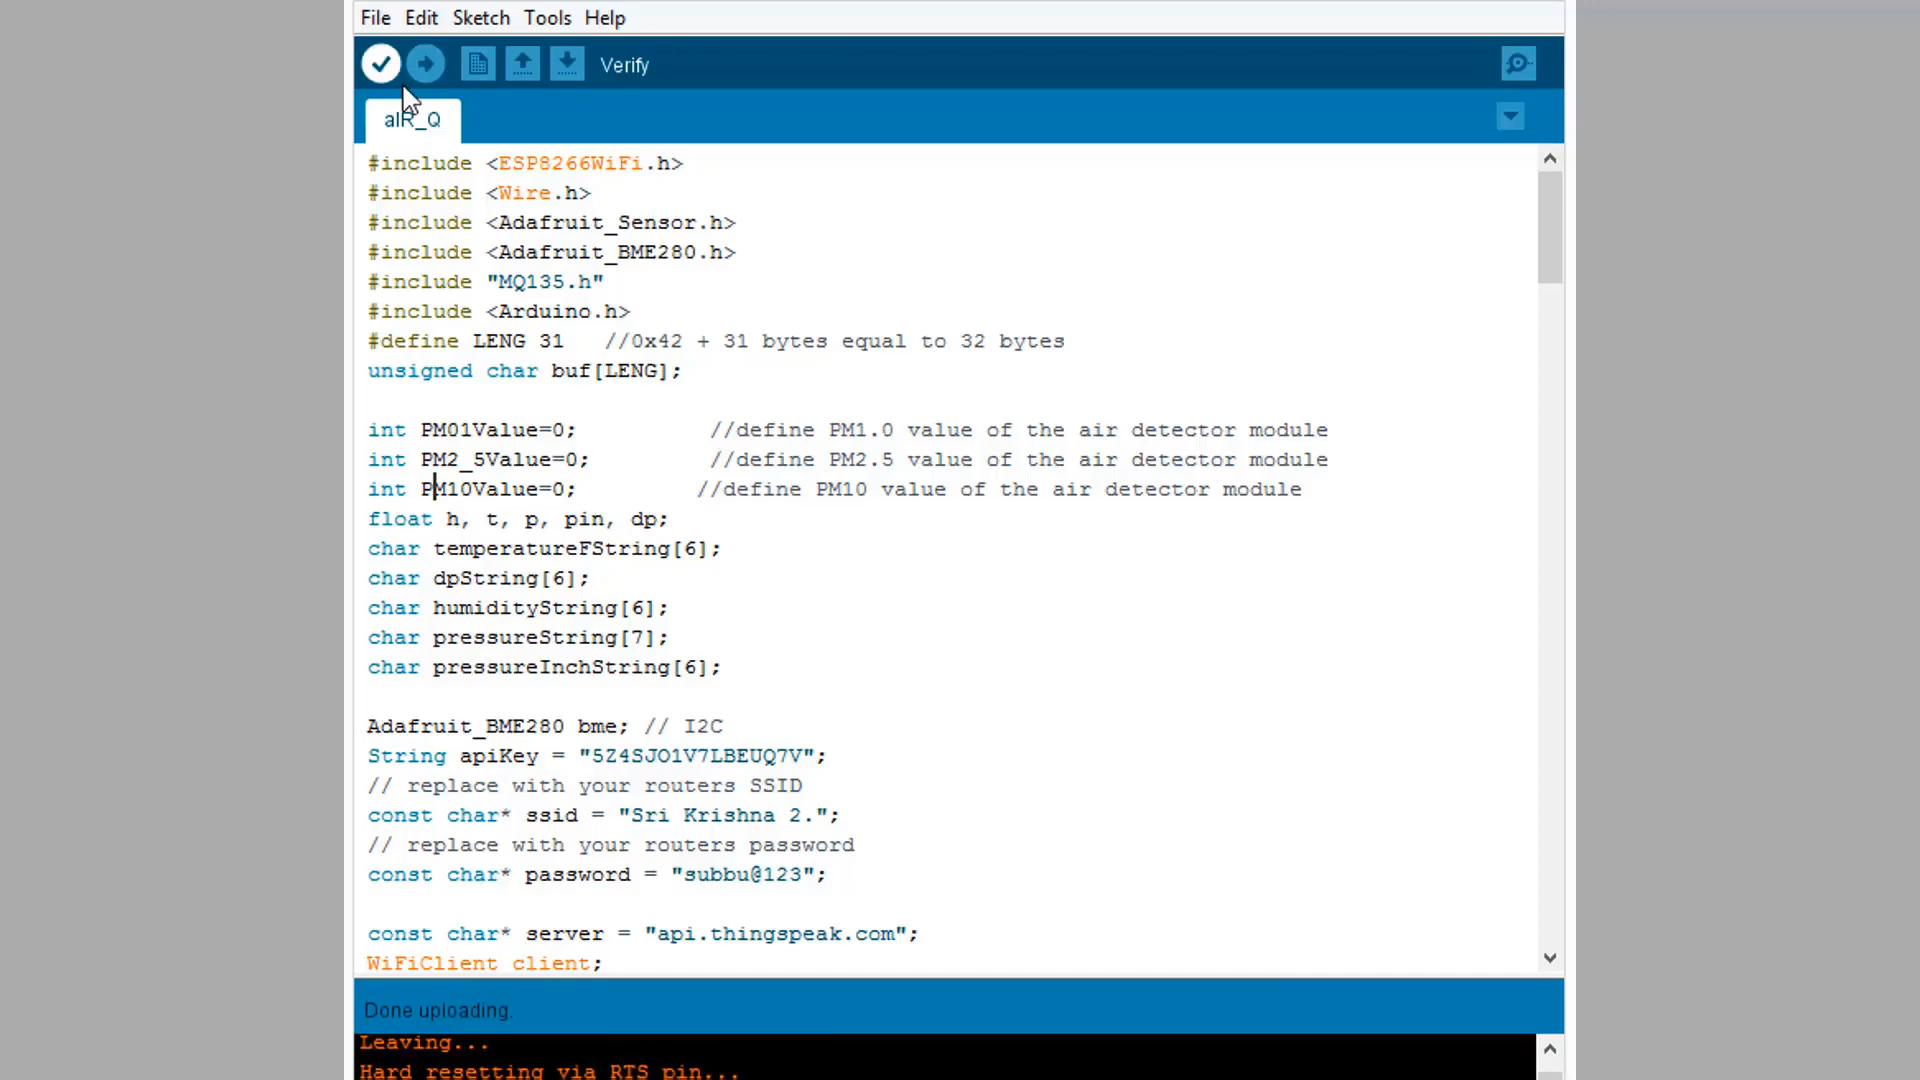 File Edit Sketch Tools Help
Verify
aIR_Q
#include <ESP8266WiFi.h>
#include <Wire.h>
#include <Adafruit_Sensor.h>
#include <Adafruit_BME280.h>
#include "MQ135.h"
#include <Arduino.h>
#define LENG 31   //0x42 + 31 bytes equal to 32 bytes
unsigned char buf[LENG];
int PM01Value=0;          //define PM1.0 value of the air detector module
int PM2_5Value=0;         //define PM2.5 value of the air detector module
int PM10Value=0;         //define PM10 value of the air detector module
float h, t, p, pin, dp;
char temperatureFString[6];
char dpString[6];
char humidityString[6];
char pressureString[7];
char pressureInchString[6];
Adafruit_BME280 bme; // I2C
String apiKey = "5Z4SJO1V7LBEUQ7V";
// replace with your routers SSID
const char* ssid = "Sri Krishna 2.";
// replace with your routers password
const char* password = "subbu@123";
const char* server = "api.thingspeak.com";
WiFiClient client;
Done uploading.
Leaving...
Hard resetting via RTS pin...